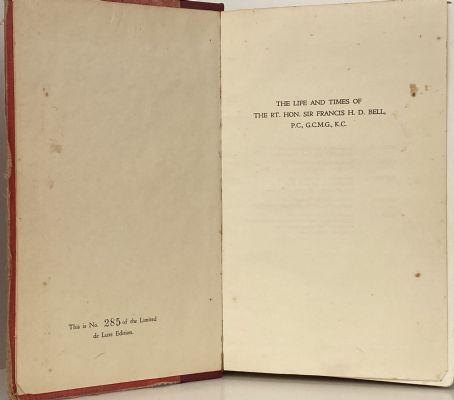 This is No. 285 of the Limited
de Luxe Edition.
THE LIFE AND TIMES OF
THE RT. HON. SIR FRANCIS H. D. BELL,
P.C., G.C.M.G., K.C.